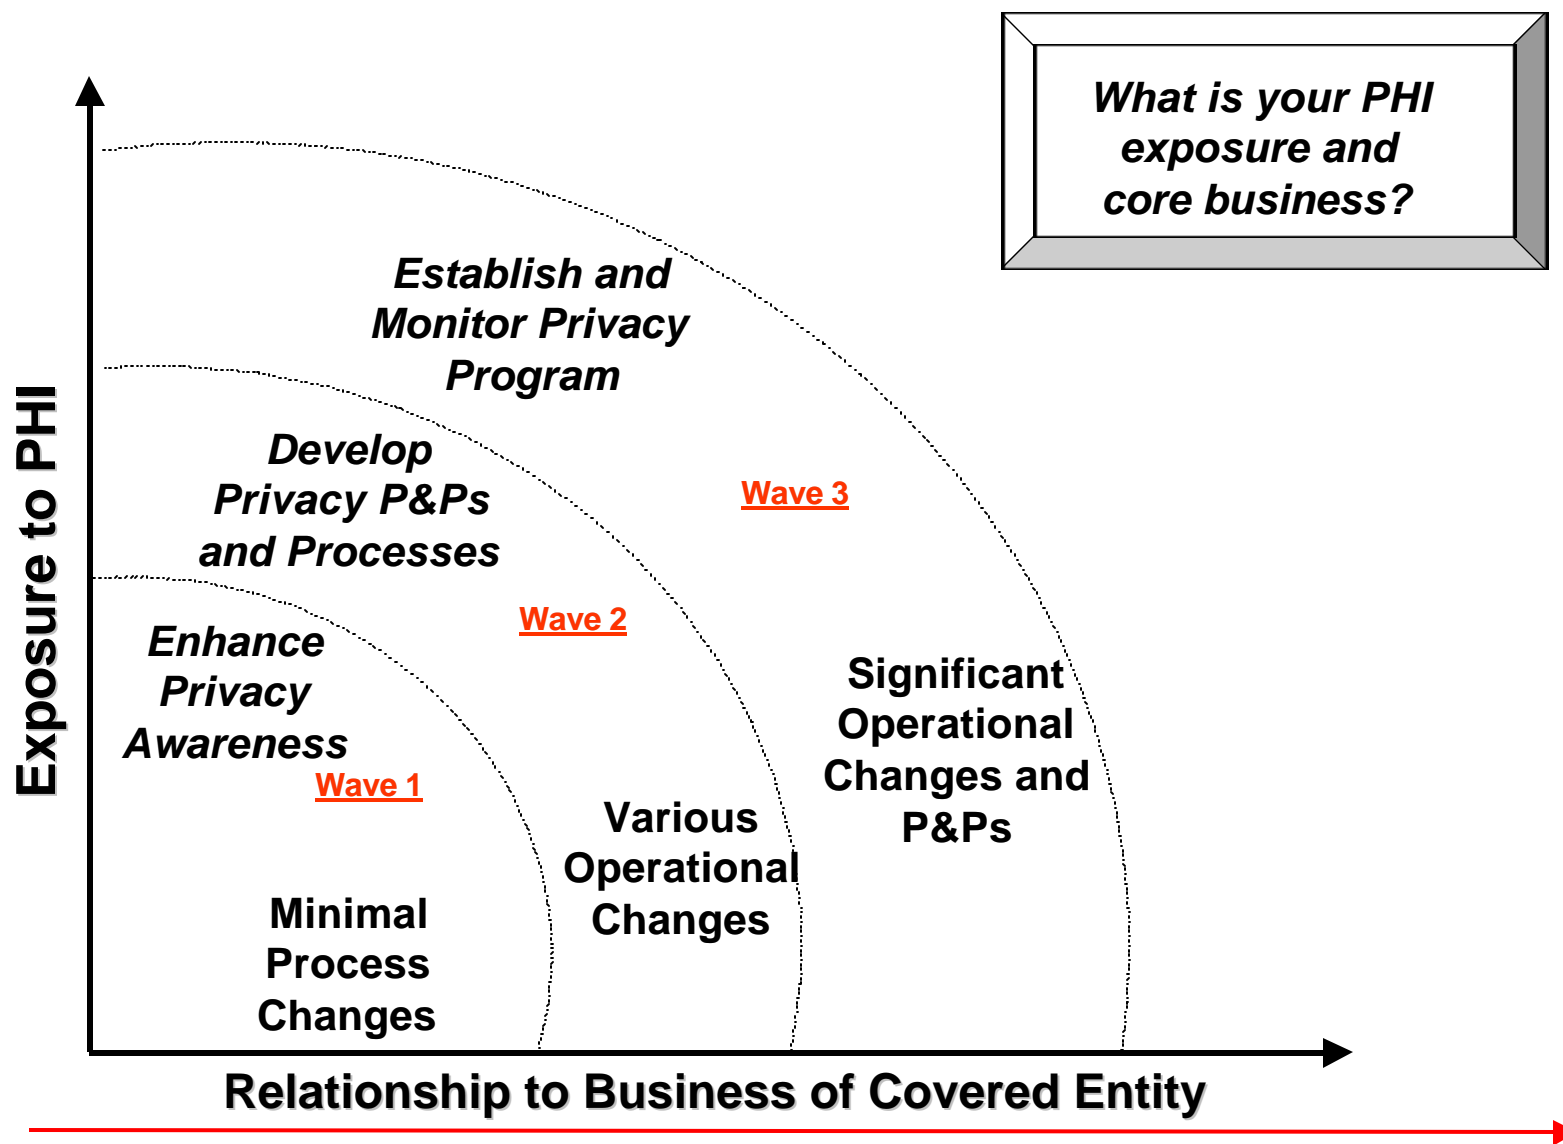 What is your PHI
exposure and
core business?
Establish and
Monitor Privacy
Program
Develop
Privacy P&Ps
and Processes
Enhance
Privacy
Awareness
Wave 3
Wave 2
Wave 1
Significant
Operational
Changes and
P&Ps
Various
Operational
Changes
Minimal
Process
Changes
Exposure to PHI
Relationship to Business of Covered Entity